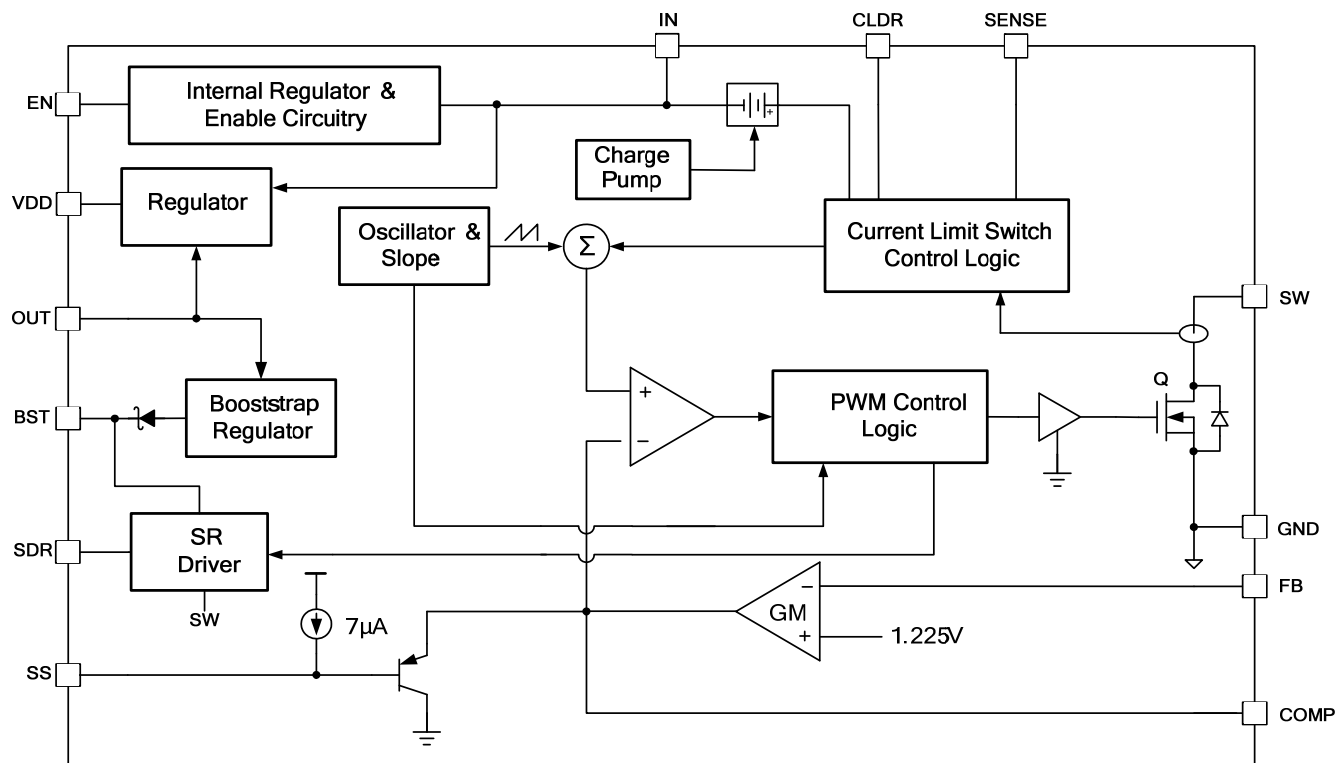 IN
CLDR
SENSE
EN
Internal Regulator &
Enable Circuitry
+
Charge
Pump
VDD
Regulator
Oscillator &
Slope
Σ
Current Limit Switch
Control Logic
OUT
SW
BST
Booststrap
Regulator
+
−
PWM Control
Logic
Q
SDR
SR
Driver
SW
GND
FB
GM
−
+
1.225V
7µA
SS
COMP